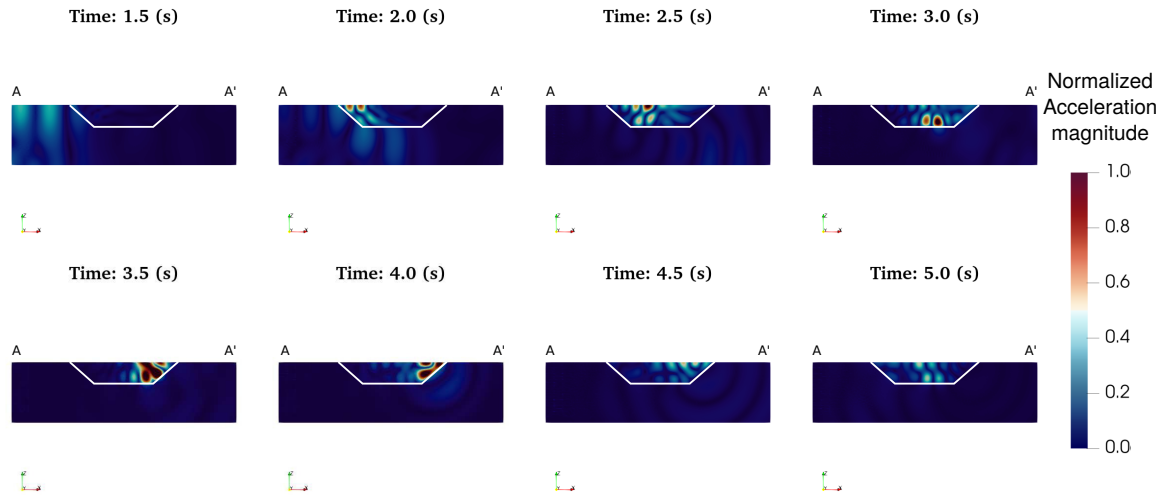 Time: 1.5 (s)
Time: 2.0 (s)
Time: 2.5 (s)
Time: 3.0 (s)
A A'
A A'
A A'
A A'
Normalized
Acceleration
magnitude
1.0
0.8
0.6
0.4
0.2
0.0
Time: 3.5 (s)
Time: 4.0 (s)
Time: 4.5 (s)
Time: 5.0 (s)
A A'
A A'
A A'
A A'